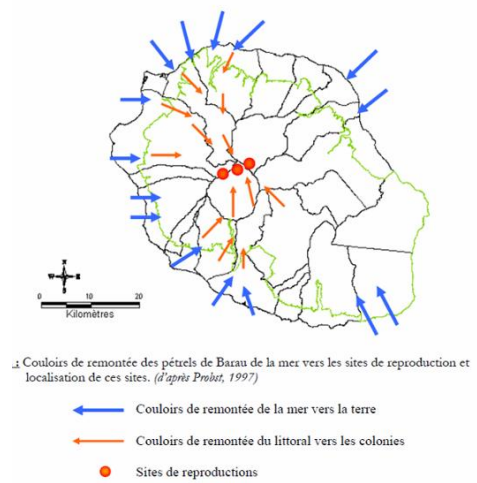 N
W
E
S
0 10 20
Kilomètres
.: Couloirs de remontée des pétrels de Barau de la mer vers les sites de reproduction et
localisation de ces sites. (d'après Probst, 1997)
Couloirs de remontée de la mer vers la terre
Couloirs de remontée du littoral vers les colonies
Sites de reproductions